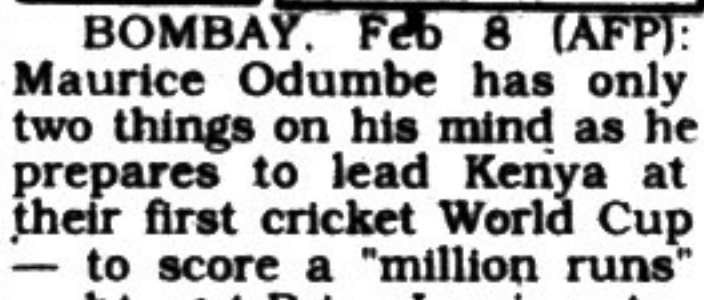 BOMBAY. Feb 8 (AFP):
Maurice Odumbe has only
two things on his mind as he
prepares to lead Kenya at
their first cricket World Cup
— to score a "million runs"